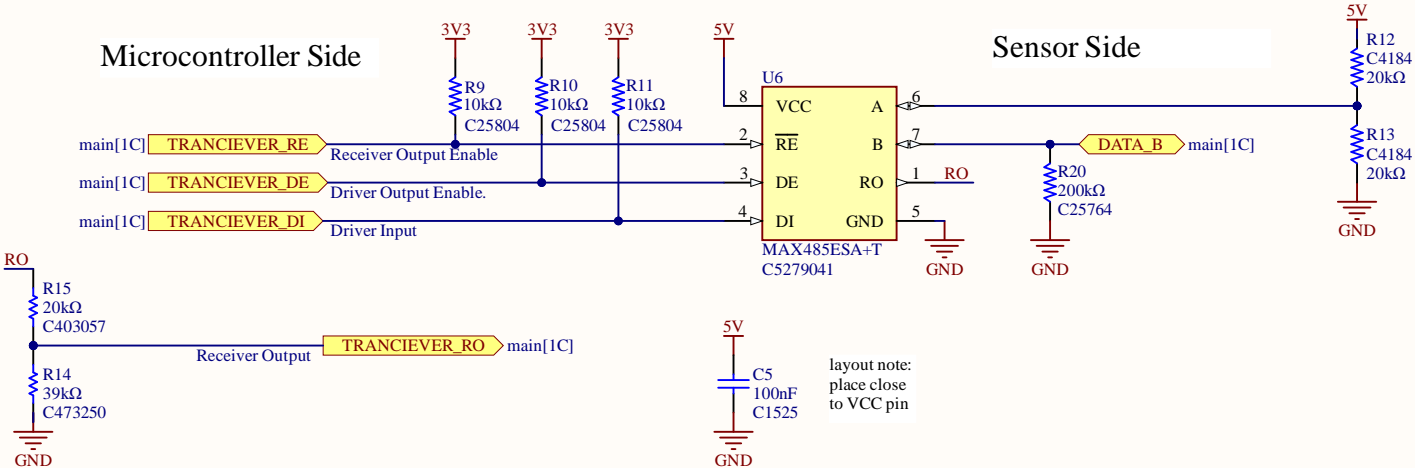 Microcontroller Side
Sensor Side
3V3
3V3
3V3
5V
5V
R9
10kΩ
C25804
R10
10kΩ
C25804
R11
10kΩ
C25804
R12
C4184
20kΩ
R13
C4184
20kΩ
GND
U6
8 VCC A 6
2 RE B 7
3 DE RO 1 RO
4 DI GND 5
MAX485ESA+T
C5279041
GND
main[1C] TRANCIEVER_RE Receiver Output Enable
main[1C] TRANCIEVER_DE Driver Output Enable.
main[1C] TRANCIEVER_DI Driver Input
DATA_B main[1C]
R20
200kΩ
C25764
GND
RO
R15
20kΩ
C403057
Receiver Output TRANCIEVER_RO main[1C]
R14
39kΩ
C473250
GND
5V
C5
100nF
C1525
GND
layout note:
place close
to VCC pin